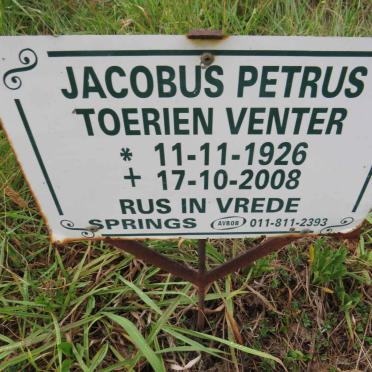 JACOBUS PETRUS
TOERIEN VENTER
* 11-11-1926
+ 17-10-2008
RUS IN VREDE
SPRINGS AVBOB 011-811-2393